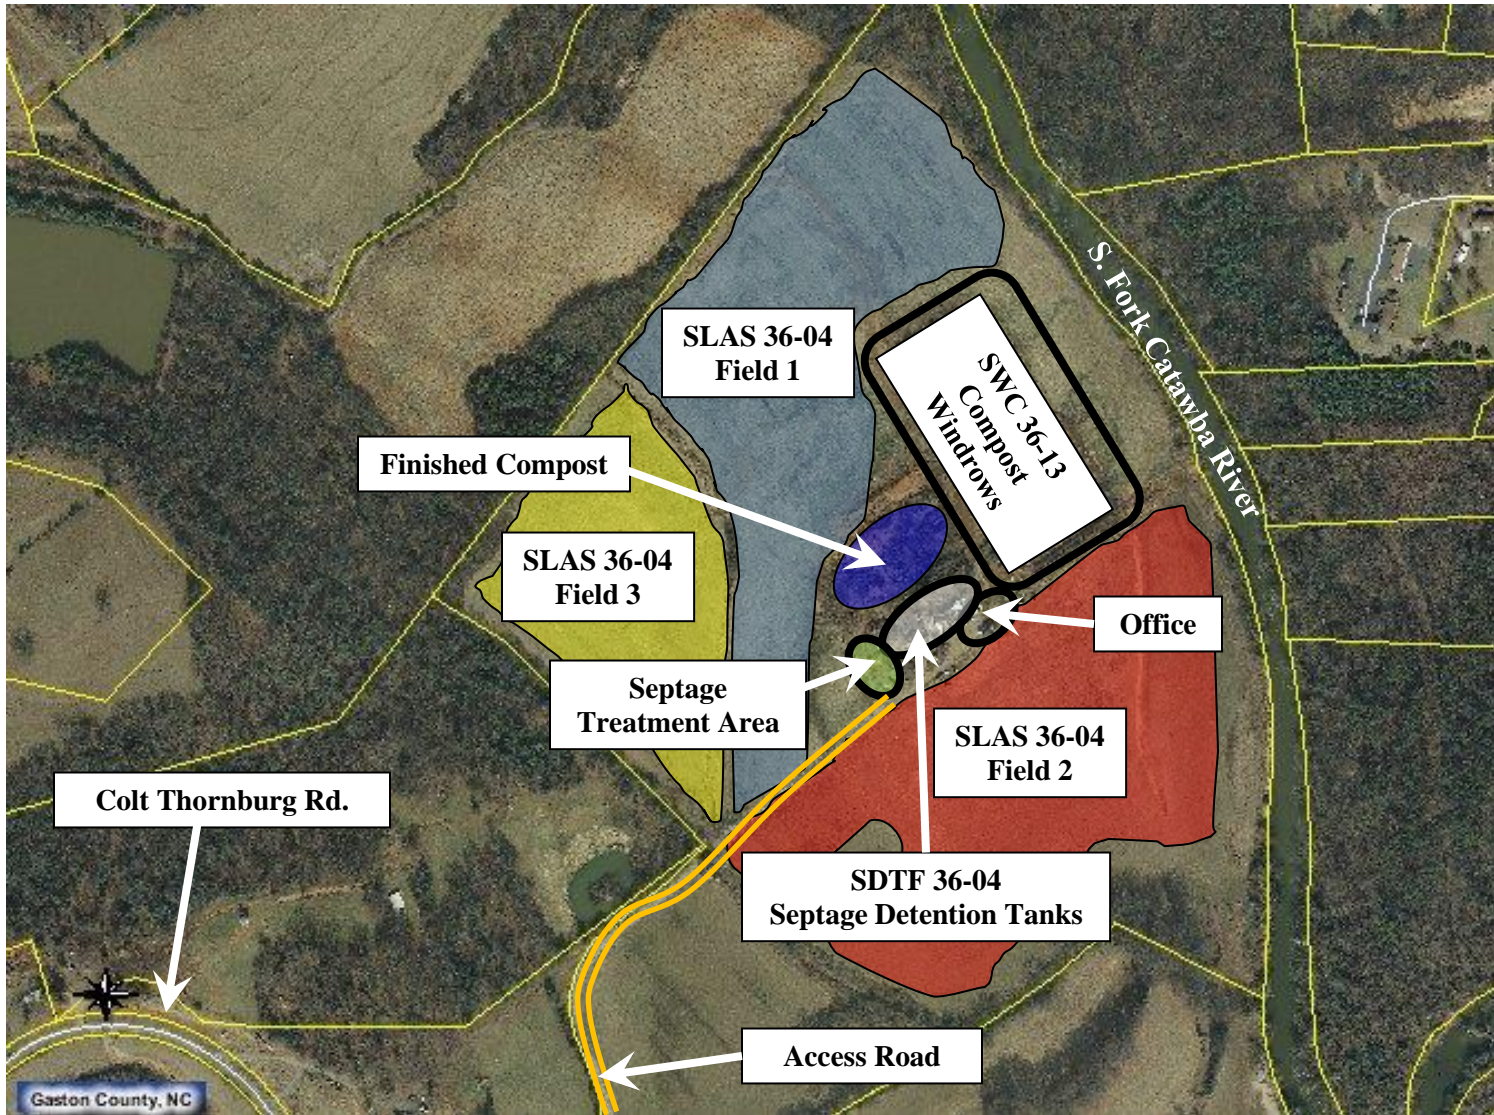 S. Fork Catawba River
SLAS 36-04
Field 1
SWC 36-13
Compost
Windrows
Finished Compost
SLAS 36-04
Field 3
Office
Septage
Treatment Area
SLAS 36-04
Field 2
Colt Thornburg Rd.
SDTF 36-04
Septage Detention Tanks
Access Road
Gaston County, NC